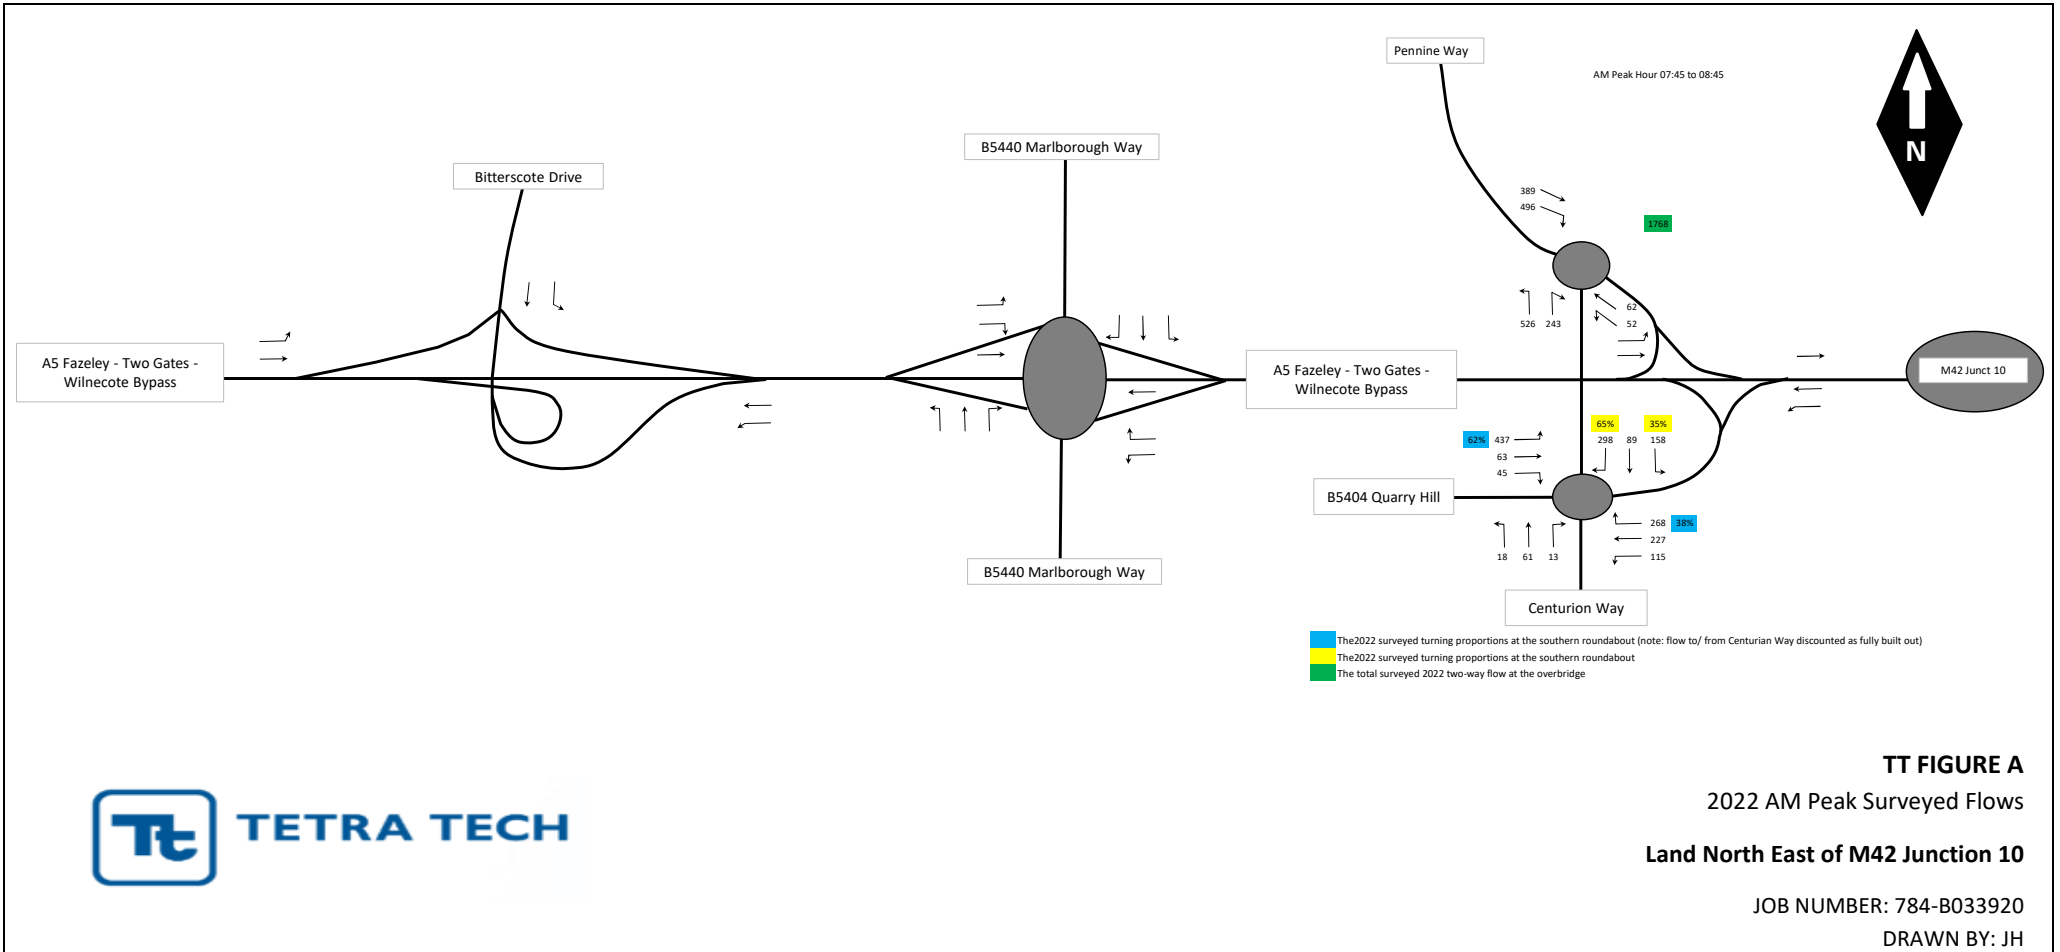 Pennine Way
AM Peak Hour 07:45 to 08:45
N
B5440 Marlborough Way
Bitterscote Drive
389
496
1768
62
526 243
52
A5 Fazeley - Two Gates -
Wilnecote Bypass
A5 Fazeley - Two Gates -
Wilnecote Bypass
M42 Junct 10
65% 35%
62% 437
298 89 158
63
45
B5404 Quarry Hill
268 38%
227
18 61 13
115
B5440 Marlborough Way
Centurion Way
The2022 surveyed turning proportions at the southern roundabout (note: flow to/ from Centurian Way discounted as fully built out)
The2022 surveyed turning proportions at the southern roundabout
The total surveyed 2022 two-way flow at the overbridge
TT FIGURE A
2022 AM Peak Surveyed Flows
Land North East of M42 Junction 10
JOB NUMBER: 784-B033920
DRAWN BY: JH
Tt TETRA TECH